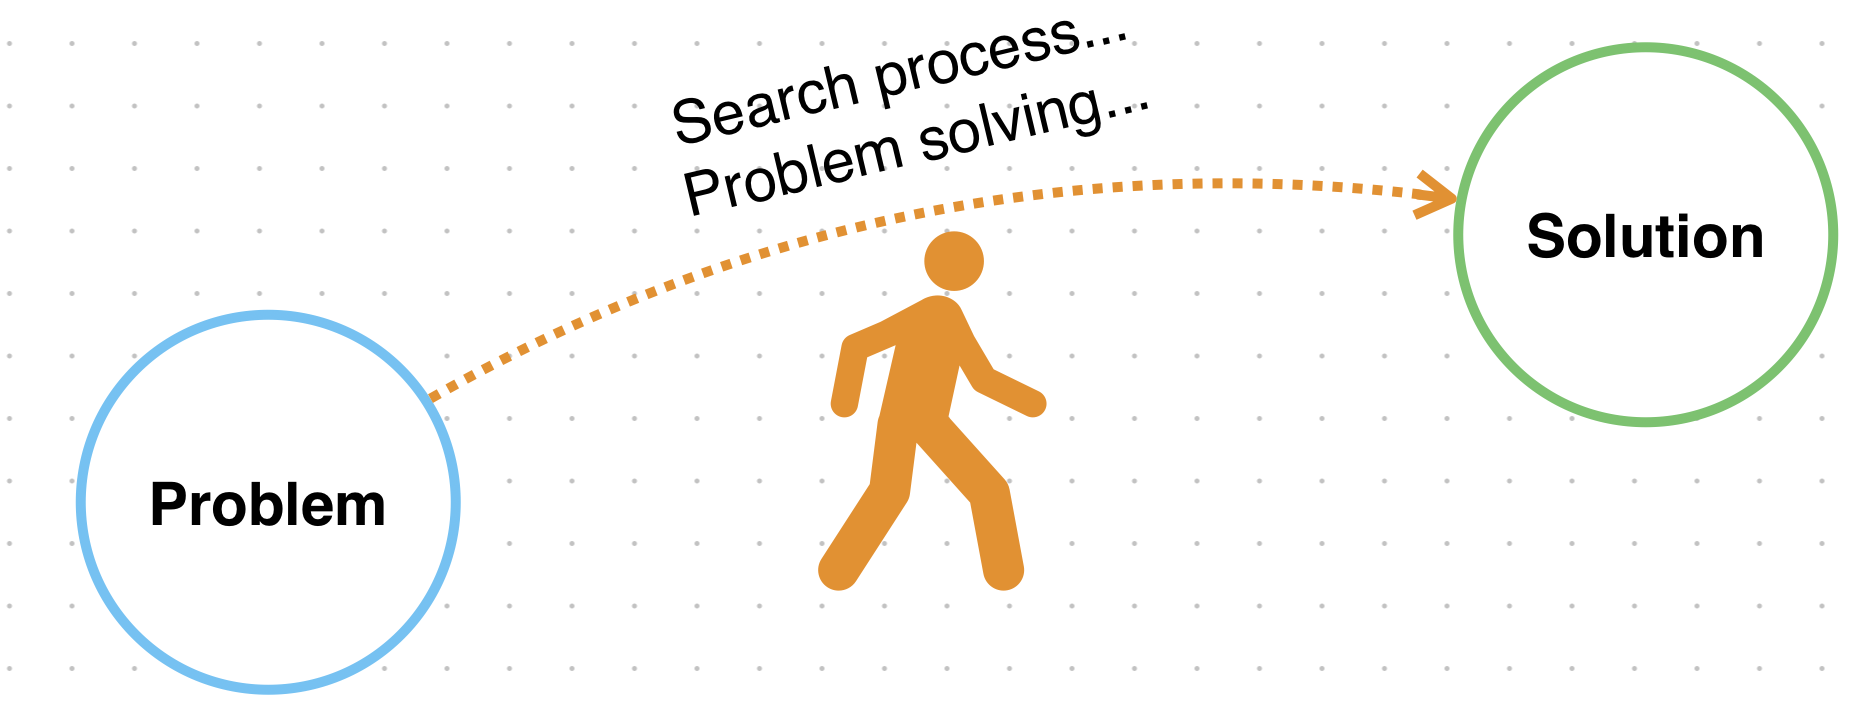 Search process...
Problem solving...
Solution
Problem